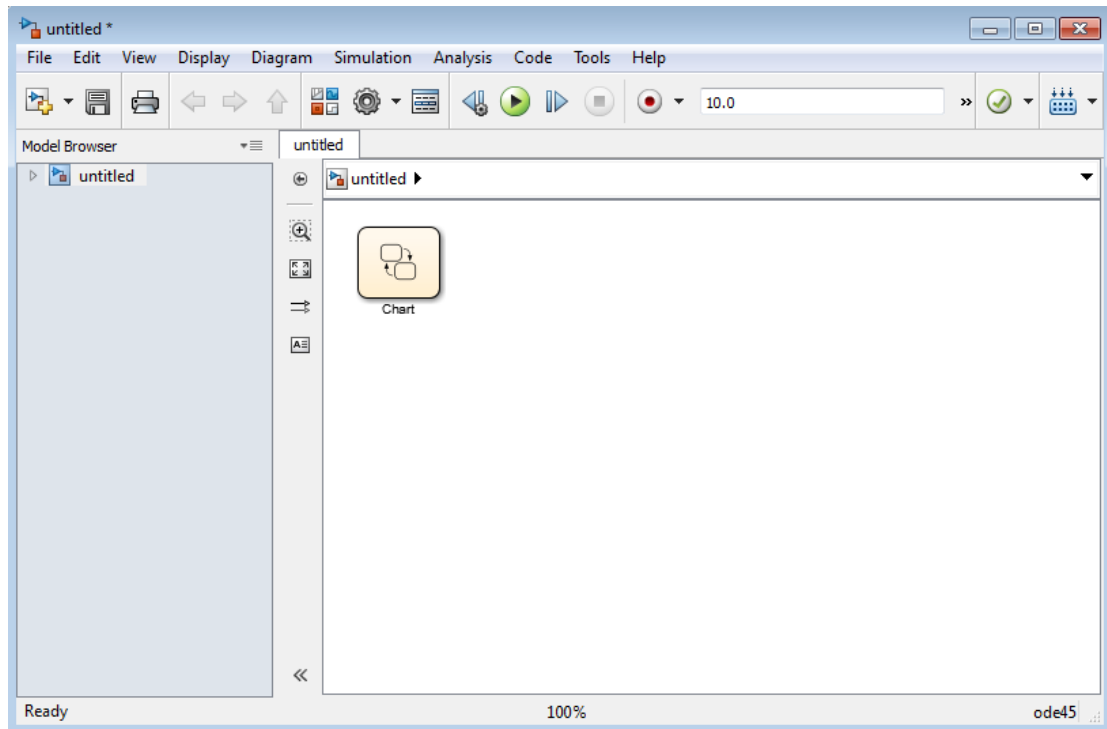 untitled *
File Edit View Display Diagram Simulation Analysis Code Tools Help
10.0 »
Model Browser
untitled
untitled
untitled
Chart
Ready 100% ode45